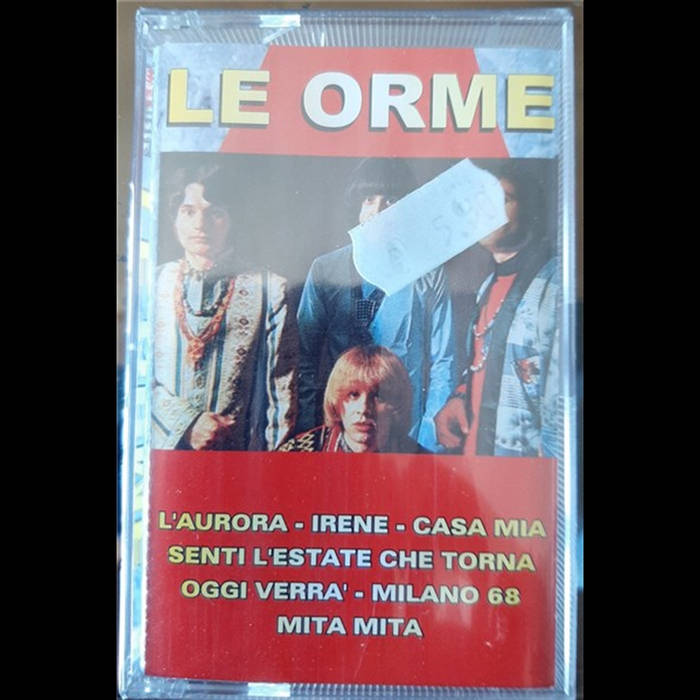 LE ORME
L'AURORA - IRENE - CASA MIA
SENTI L'ESTATE CHE TORNA
OGGI VERRA' - MILANO 68
MITA MITA